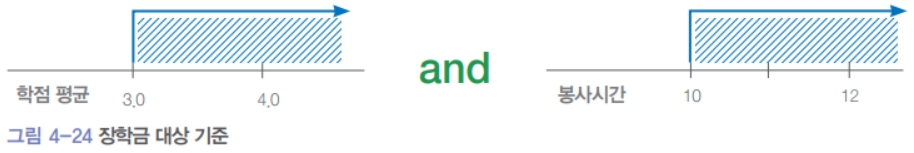 and
학점 평균 3.0 4.0 봉사시간 10 12
그림 4-24 장학금 대상 기준